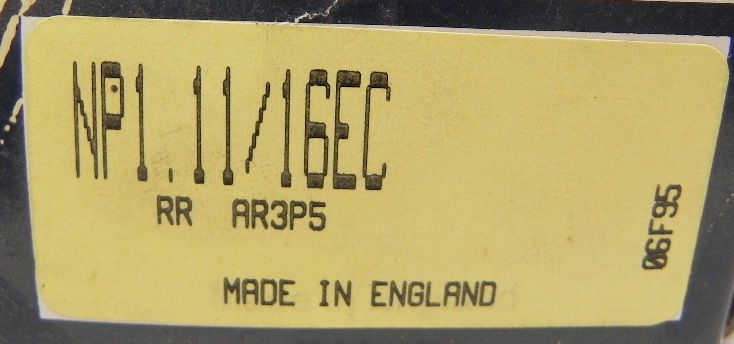 NP1.11/16EC
RR AR3P5
06F95
MADE IN ENGLAND